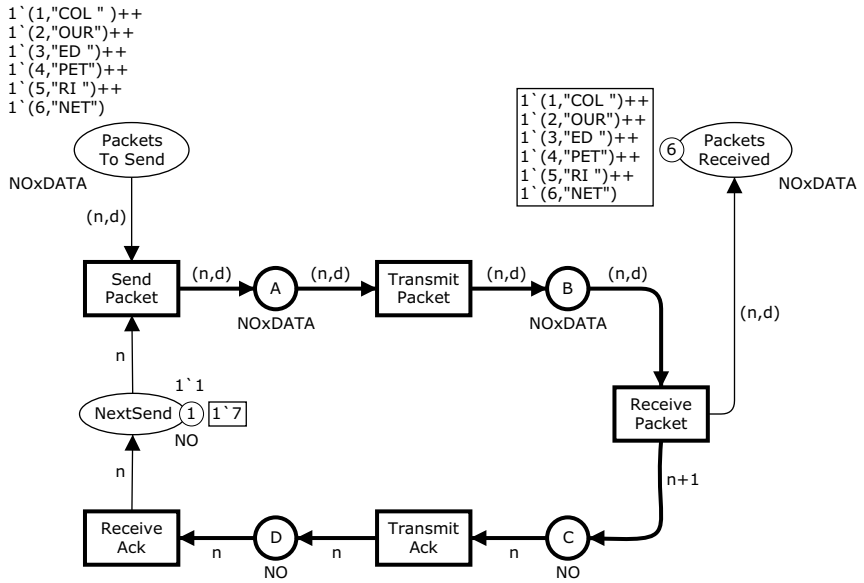 1`(1,"COL ")++
1`(2,"OUR")++
1`(3,"ED ")++
1`(4,"PET")++
1`(5,"RI ")++
1`(6,"NET")
Packets
To Send
NOxDATA
1`(1,"COL ")++
1`(2,"OUR")++
1`(3,"ED ")++
1`(4,"PET")++
1`(5,"RI ")++
1`(6,"NET")
6
Packets
Received
NOxDATA
(n,d)
Send
Packet
(n,d)
A
NOxDATA
(n,d)
Transmit
Packet
(n,d)
B
NOxDATA
(n,d)
(n,d)
n
1`1
NextSend
1
1`7
NO
Receive
Packet
n
n+1
Receive
Ack
n
D
NO
n
Transmit
Ack
n
C
NO